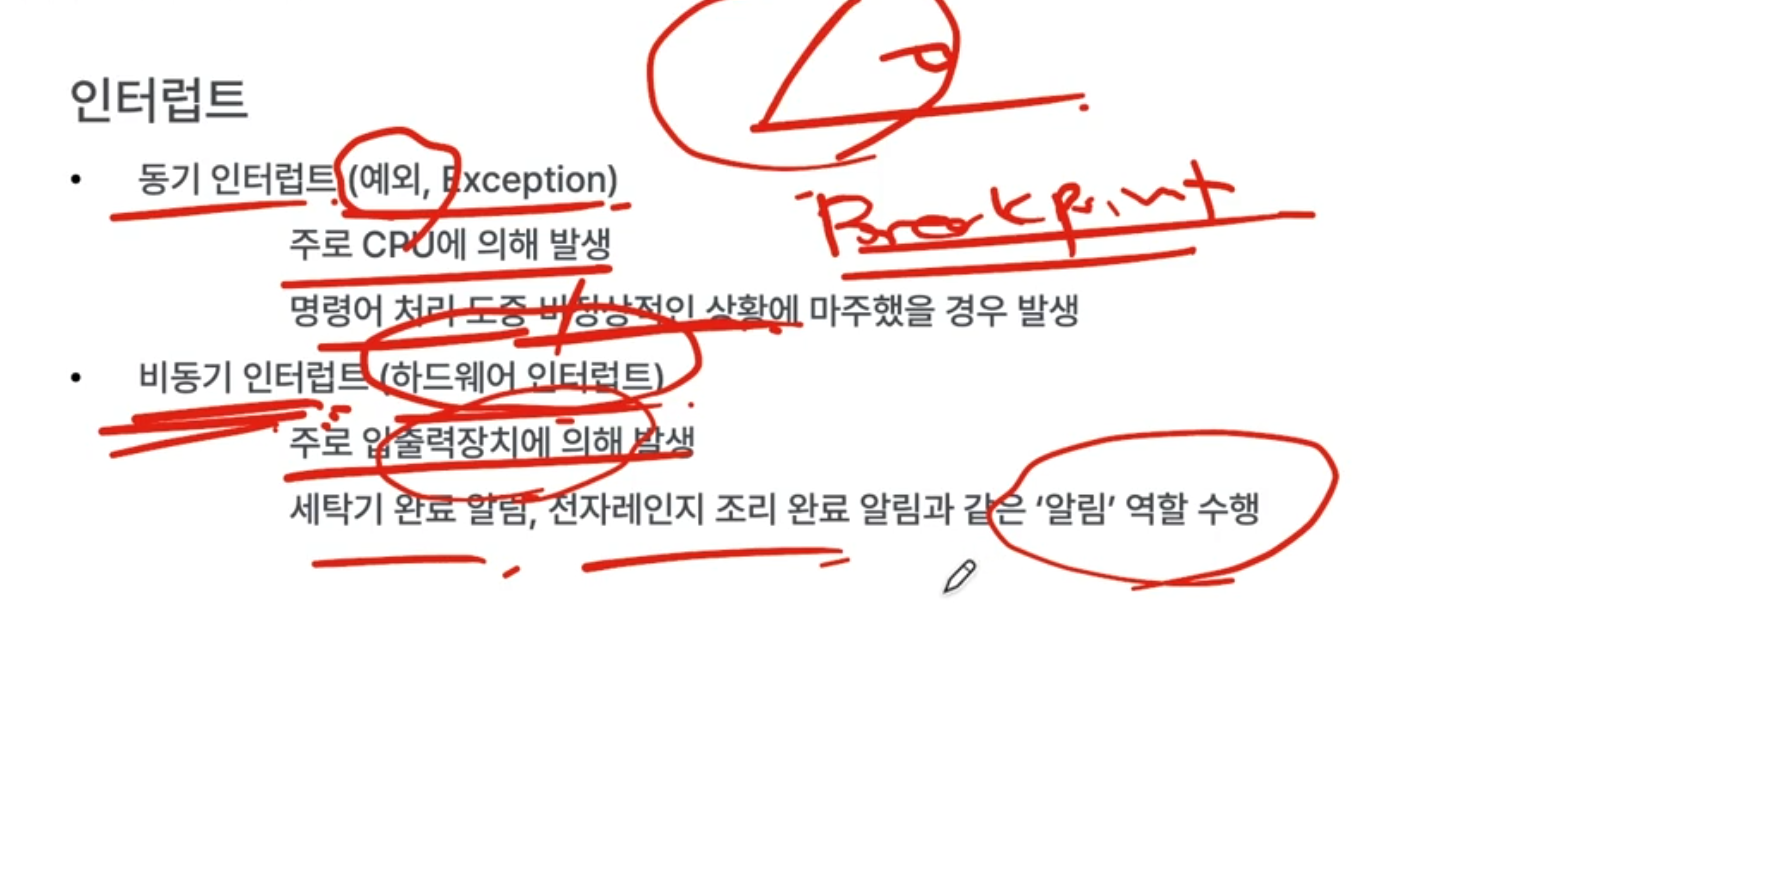 인터럽트
• 동기 인터럽트 (예외, Exception)
Breakpoint
주로 CPU에 의해 발생
명령어 처리 도중 비정상적인 상황에 마주했을 경우 발생
• 비동기 인터럽트 (하드웨어 인터럽트)
주로 입출력장치에 의해 발생
세탁기 완료 알림, 전자레인지 조리 완료 알림과 같은 ‘알림’ 역할 수행